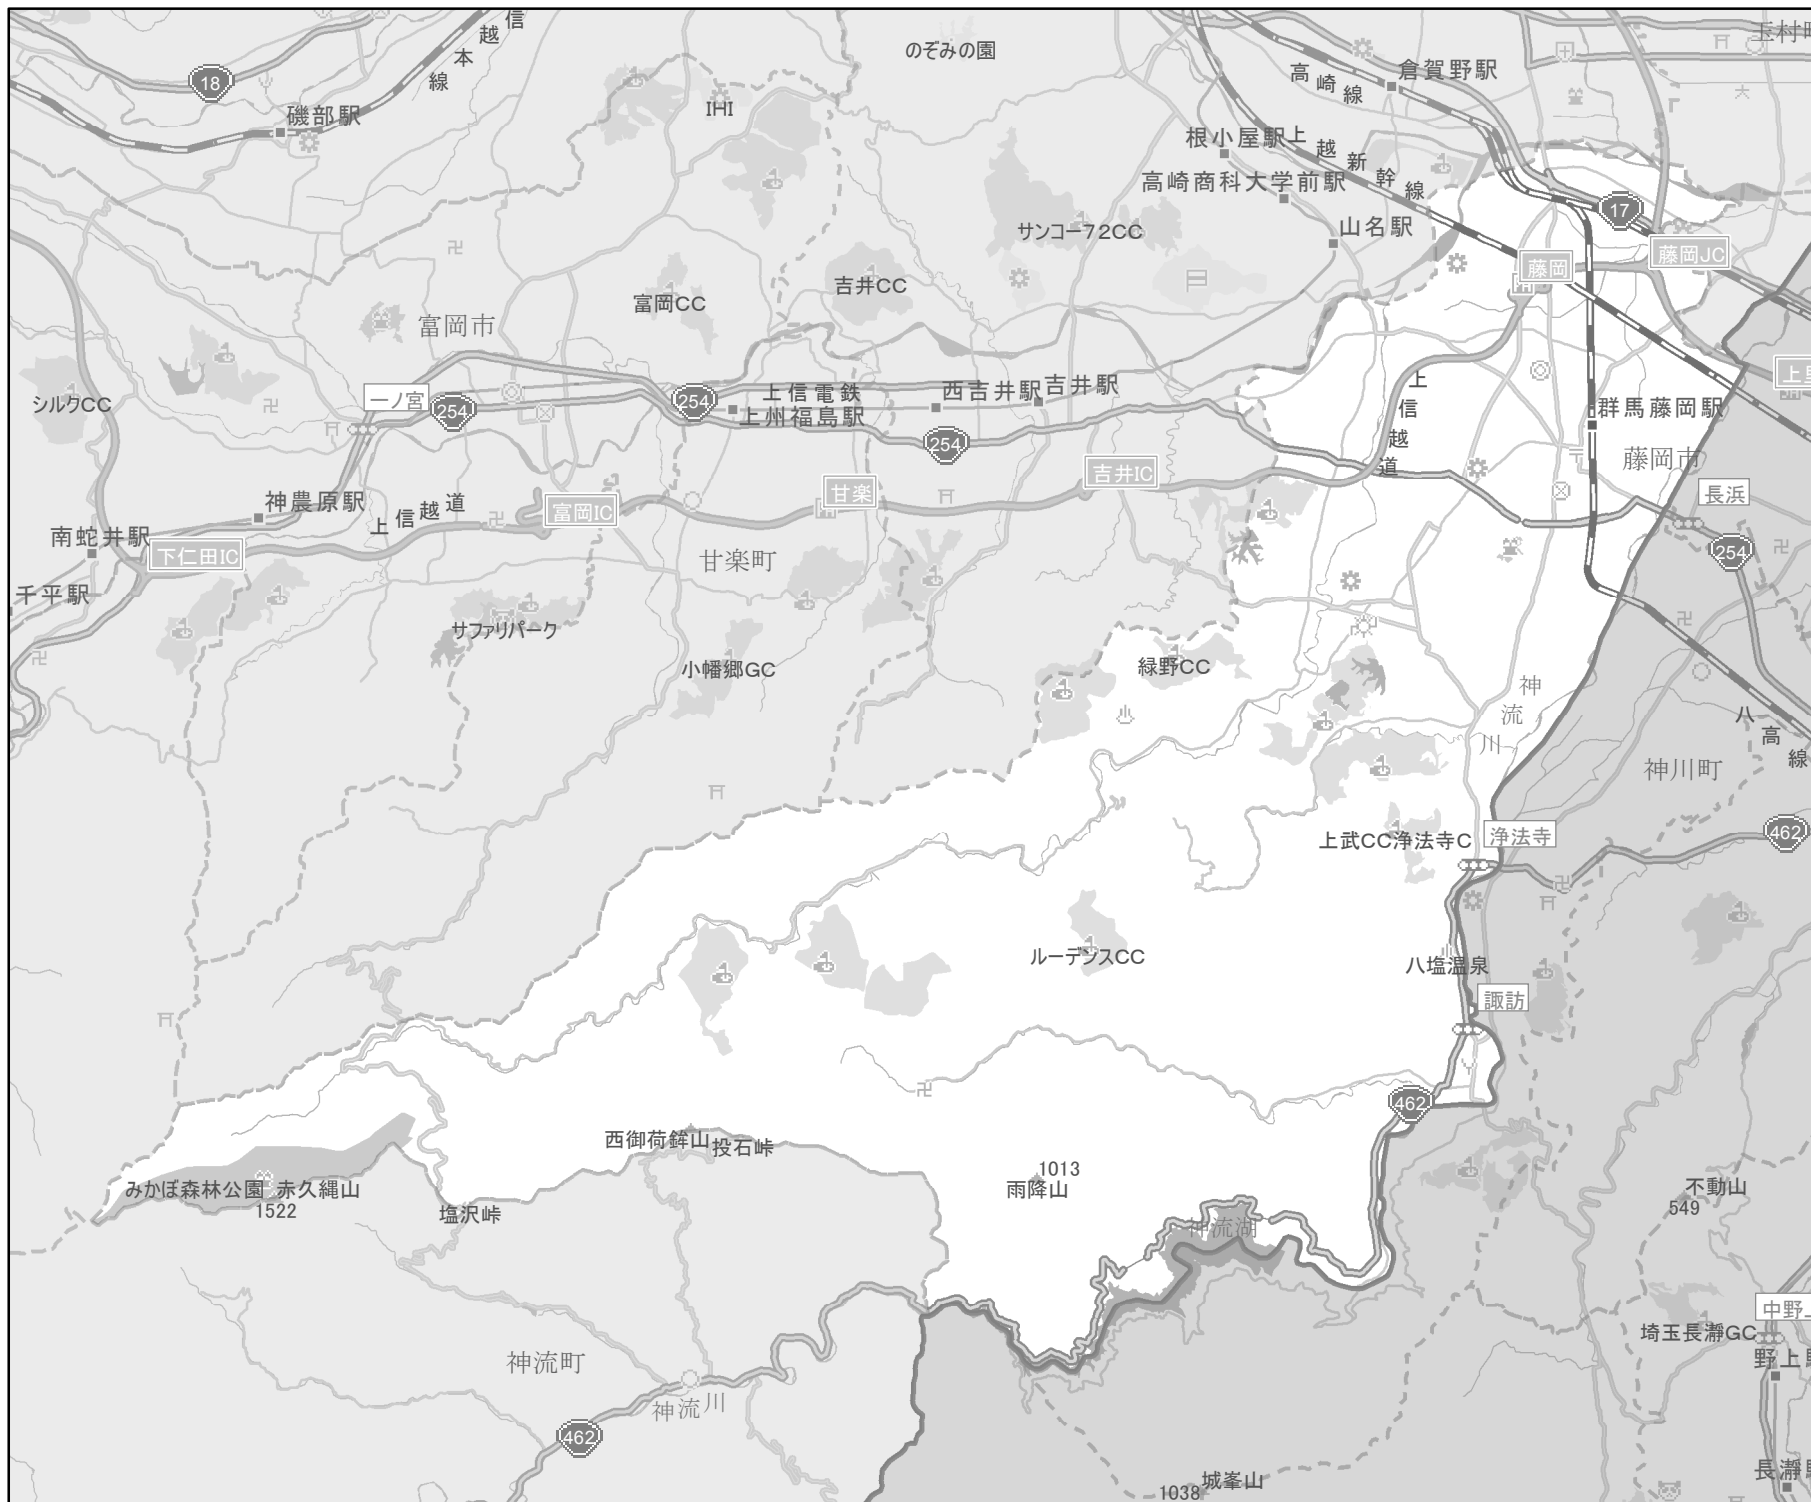 信越本線
18
磯部駅
のぞみの園
IHI
高崎線
倉賀野駅
根小屋駅
上越新幹線
高崎商科大学前駅
サンコー72CC
山名駅
17
藤岡
藤岡JC
富岡CC
吉井CC
富岡市
シルクCC
一ノ宮
254
254
上信電鉄
上州福島駅
西吉井駅
吉井駅
254
上信越道
群馬藤岡駅
藤岡市
長浜
254
吉井IC
甘楽
富岡IC
神農原駅
上信越道
南蛇井駅
下仁田IC
千平駅
甘楽町
サファリパーク
小幡郷GC
緑野CC
神流川
八高線
神川町
462
上武CC浄法寺C
浄法寺
ルーデンスCC
八塩温泉
諏訪
462
西御荷鉾山
投石峠
みかぼ森林公園
赤久縄山
1522
塩沢峠
1013
雨降山
神流湖
不動山
549
埼玉長瀞GC
神流町
神流川
462
城峯山
1038